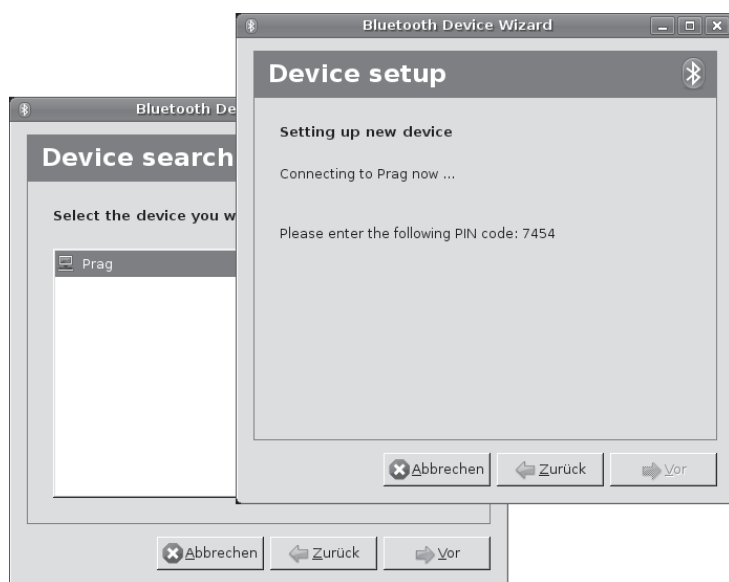 Bluetooth Device Wizard
Device setup
Setting up new device
Connecting to Prag now ...
Please enter the following PIN code: 7454
Abbrechen
Zurück
Vor
Bluetooth De
Device search
Select the device you w
Prag
Abbrechen
Zurück
Vor